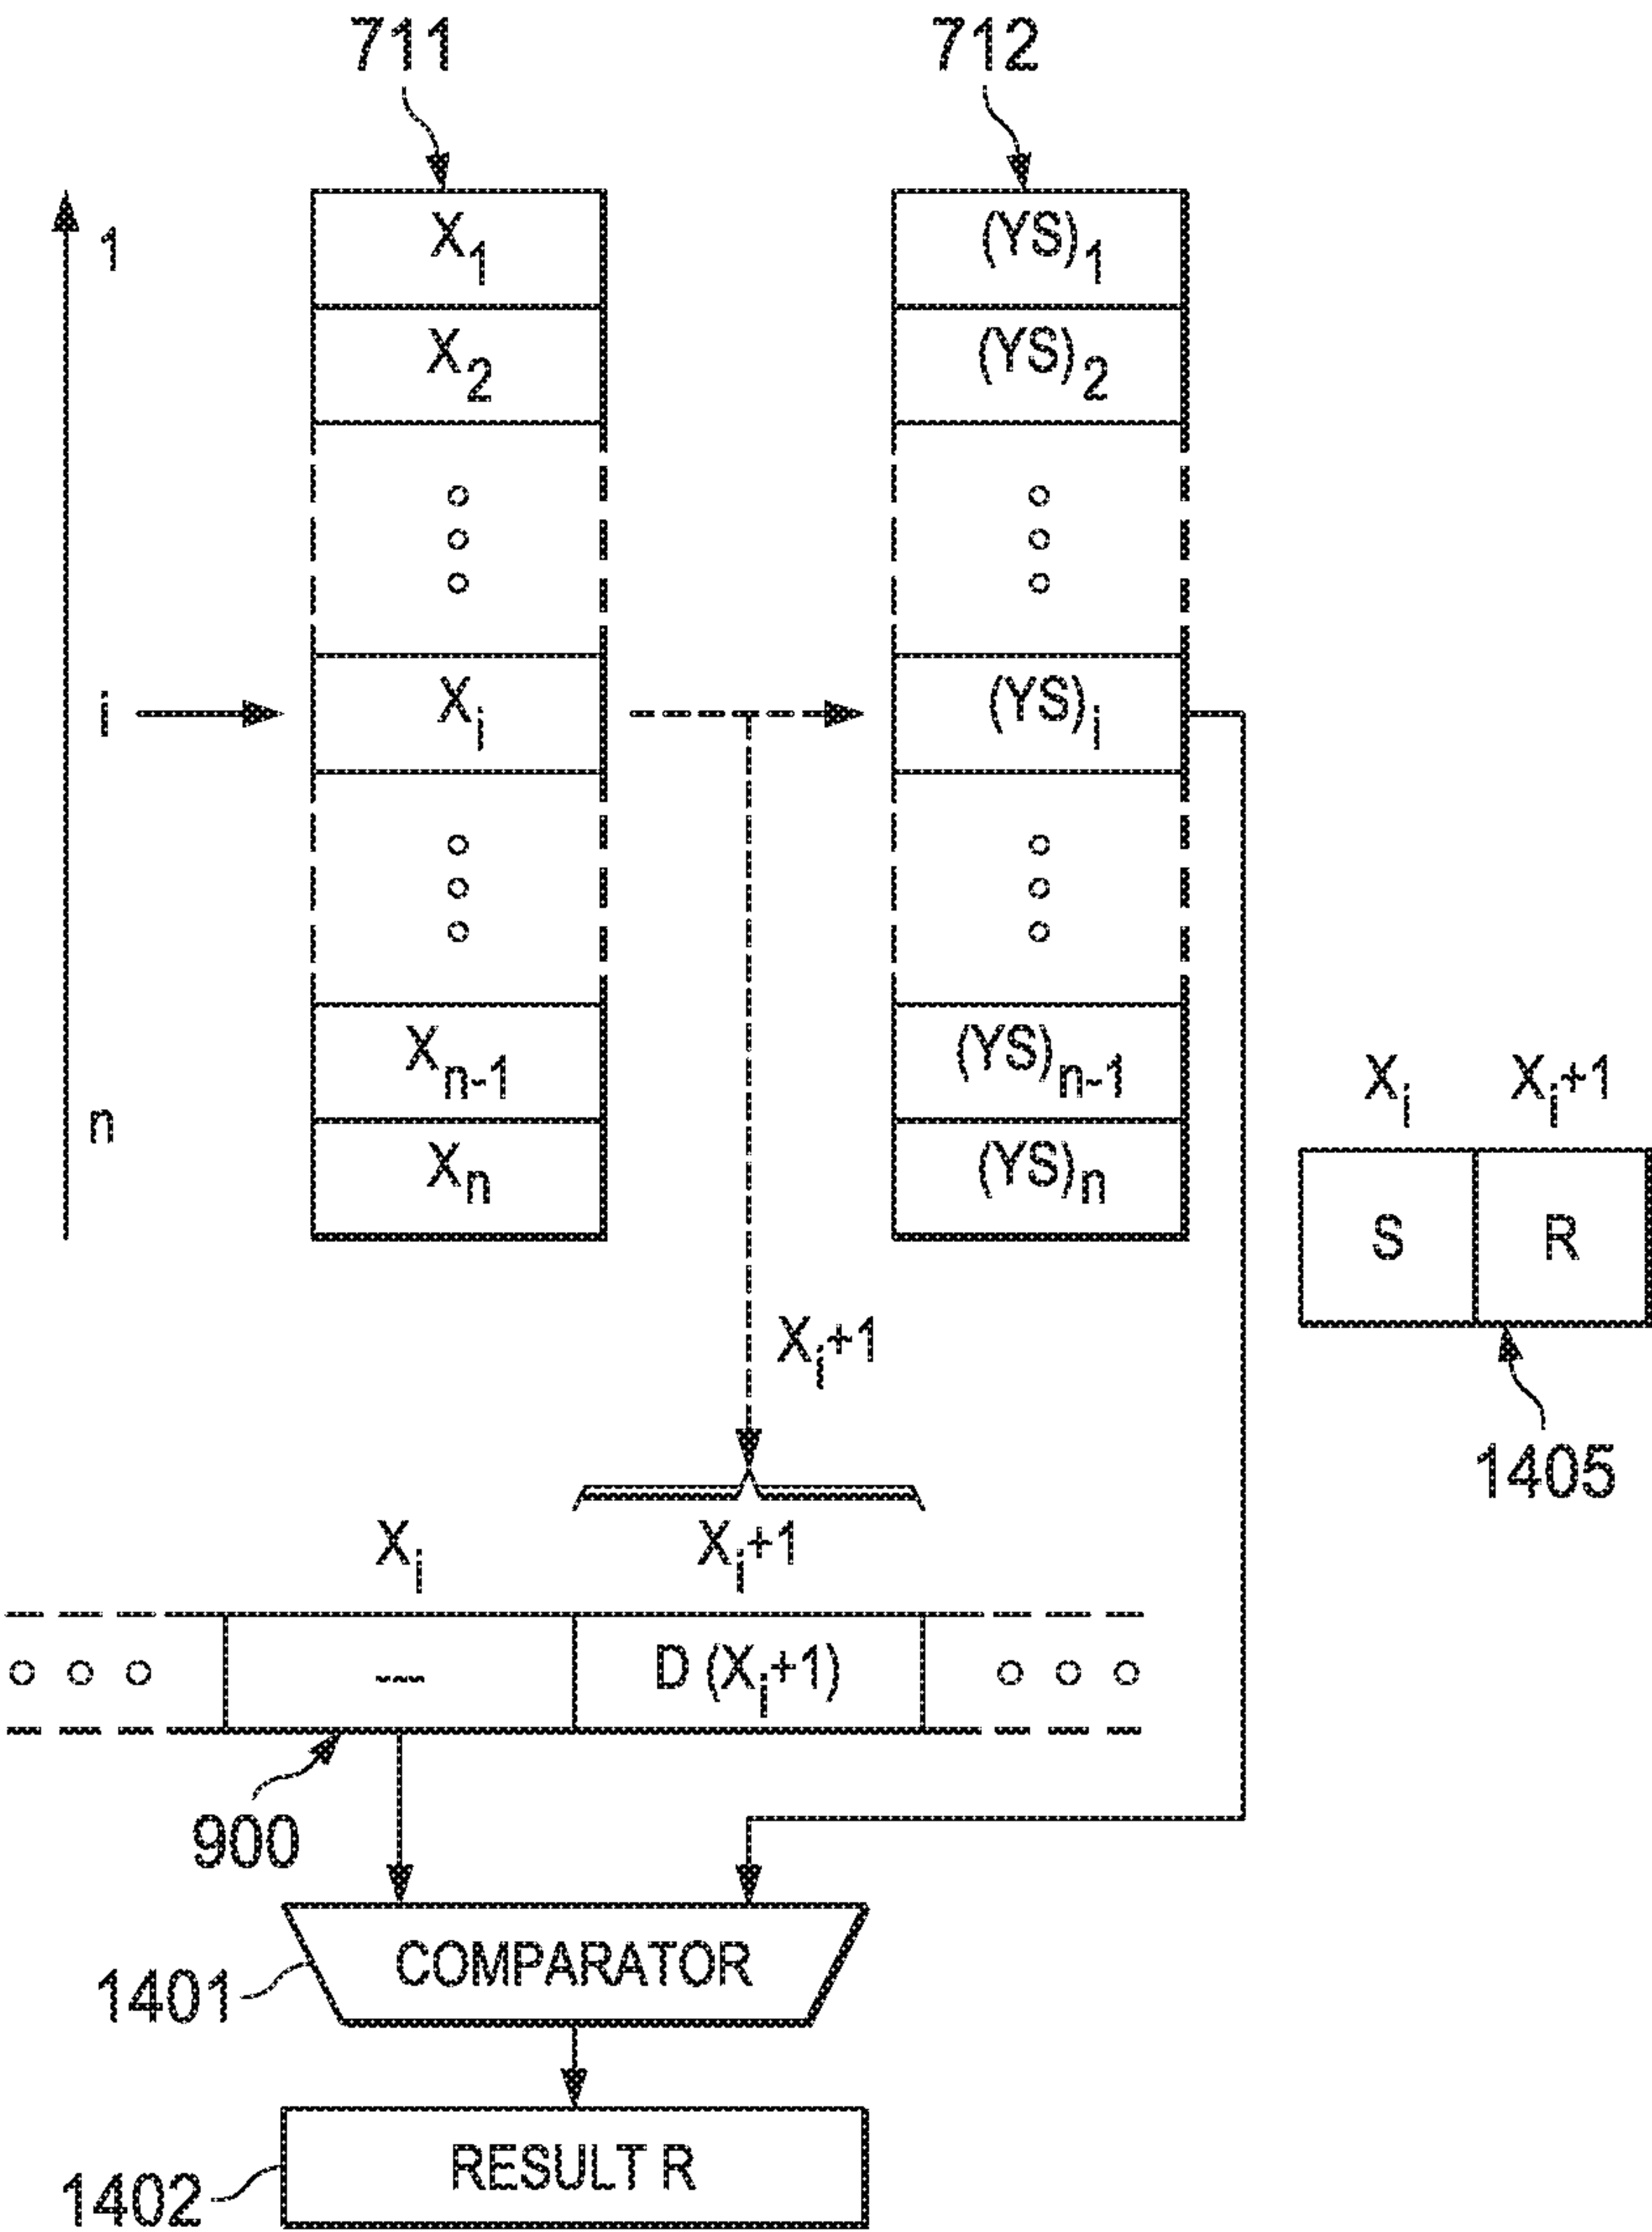 711 712
1 X1 (YS)1
X2 (YS)2
i Xi (YS)i
Xn-1 (YS)n-1
n Xn (YS)n
Xi Xi+1
S R
1405
Xi+1
Xi Xi+1
--- D (Xi+1)
900
1401 COMPARATOR
1402 RESULT R